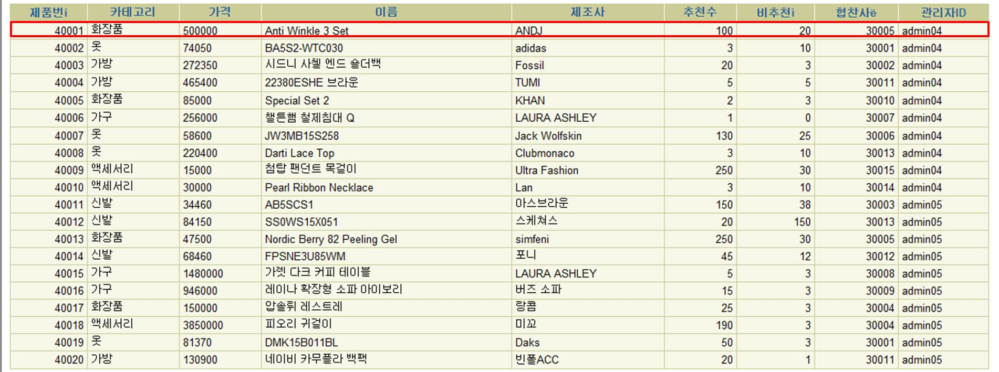 제품번í 카테고리 가격 이름 제조사 추천수 비추천ì 협찬사ë 관리자ID
40001 화장품 500000 Anti Winkle 3 Set ANDJ 100 20 30005 admin04
40002 옷 74050 BA5S2-WTC030 adidas 3 10 30001 admin04
40003 가방 272350 시드니 사첼 엔드 숄더백 Fossil 20 3 30002 admin04
40004 가방 465400 22380ESHE 브라운 TUMI 5 5 30011 admin04
40005 화장품 85000 Special Set 2 KHAN 2 3 30010 admin04
40006 가구 256000 챌튼햄 철제침대 Q LAURA ASHLEY 1 0 30007 admin04
40007 옷 58600 JW3MB15S258 Jack Wolfskin 130 25 30006 admin04
40008 옷 220400 Darti Lace Top Clubmonaco 3 10 30013 admin04
40009 액세서리 15000 첨탑 팬던트 목걸이 Ultra Fashion 250 30 30015 admin04
40010 액세서리 30000 Pearl Ribbon Necklace Lan 3 10 30014 admin04
40011 신발 34460 AB5SCS1 아스브라운 150 38 30003 admin05
40012 신발 84150 SS0WS15X051 스케쳐스 20 150 30013 admin05
40013 화장품 47500 Nordic Berry 82 Peeling Gel simfeni 250 30 30005 admin05
40014 신발 68460 FPSNE3U85WM 포니 45 12 30012 admin05
40015 가구 1480000 가렛 다크 커피 테이블 LAURA ASHLEY 5 3 30008 admin05
40016 가구 946000 레이나 확장형 소파 아이보리 버즈 소파 15 3 30009 admin05
40017 화장품 150000 압솔뤼 레스트레 랑콤 25 3 30004 admin05
40018 액세서리 3850000 피오리 귀걸이 미꼬 190 3 30004 admin05
40019 옷 81370 DMK15B011BL Daks 50 3 30001 admin05
40020 가방 130900 네이비 카무플라 백팩 빈폴ACC 20 1 30011 admin05